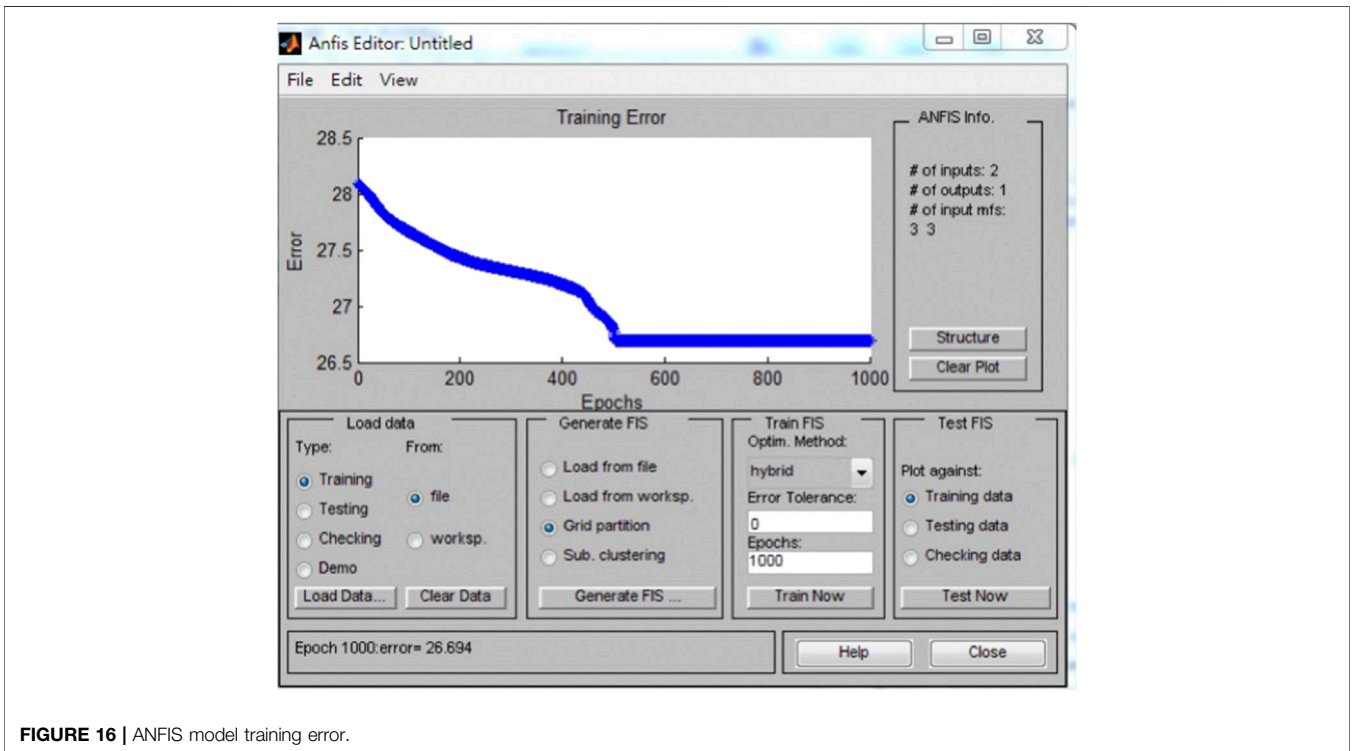 Anfis Editor: Untitled
File Edit View
Training Error
28.5
28
27.5
27
26.5
Error
0 200 400 600 800 1000
Epochs
ANFIS Info.
# of inputs: 2
# of outputs: 1
# of input mfs:
3 3
Structure
Clear Plot
Load data
Type: From:
Training
Testing
Checking
Demo
file
worksp.
Load Data... Clear Data
Generate FIS
Load from file
Load from worksp.
Grid partition
Sub. clustering
Generate FIS ...
Train FIS
Optim. Method:
hybrid
Error Tolerance:
0
Epochs:
1000
Train Now
Test FIS
Plot against:
Training data
Testing data
Checking data
Test Now
Epoch 1000:error= 26.694
Help Close
FIGURE 16 | ANFIS model training error.